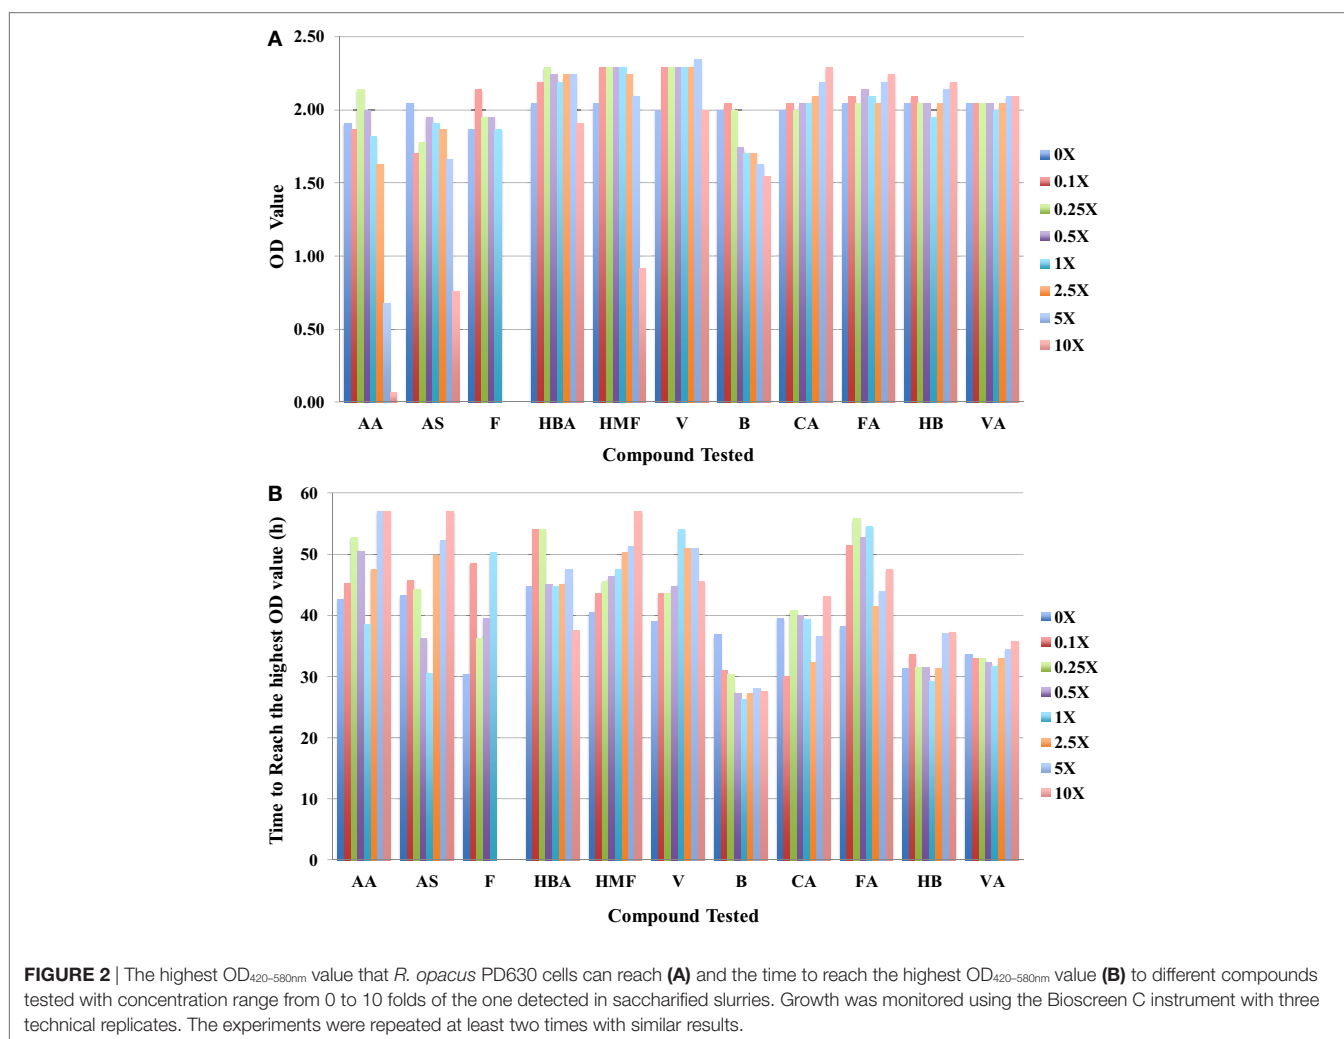 A
2.50
2.00
1.50
1.00
0.50
0.00
OD Value
AA AS F HBA HMF V B CA FA HB VA
Compound Tested
0X
0.1X
0.25X
0.5X
1X
2.5X
5X
10X
B
60
50
40
30
20
10
0
Time to Reach the highest OD value (h)
AA AS F HBA HMF V B CA FA HB VA
Compound Tested
0X
0.1X
0.25X
0.5X
1X
2.5X
5X
10X
FIGURE 2 | The highest OD420–580nm value that R. opacus PD630 cells can reach (A) and the time to reach the highest OD420–580nm value (B) to different compounds
tested with concentration range from 0 to 10 folds of the one detected in saccharified slurries. Growth was monitored using the Bioscreen C instrument with three
technical replicates. The experiments were repeated at least two times with similar results.